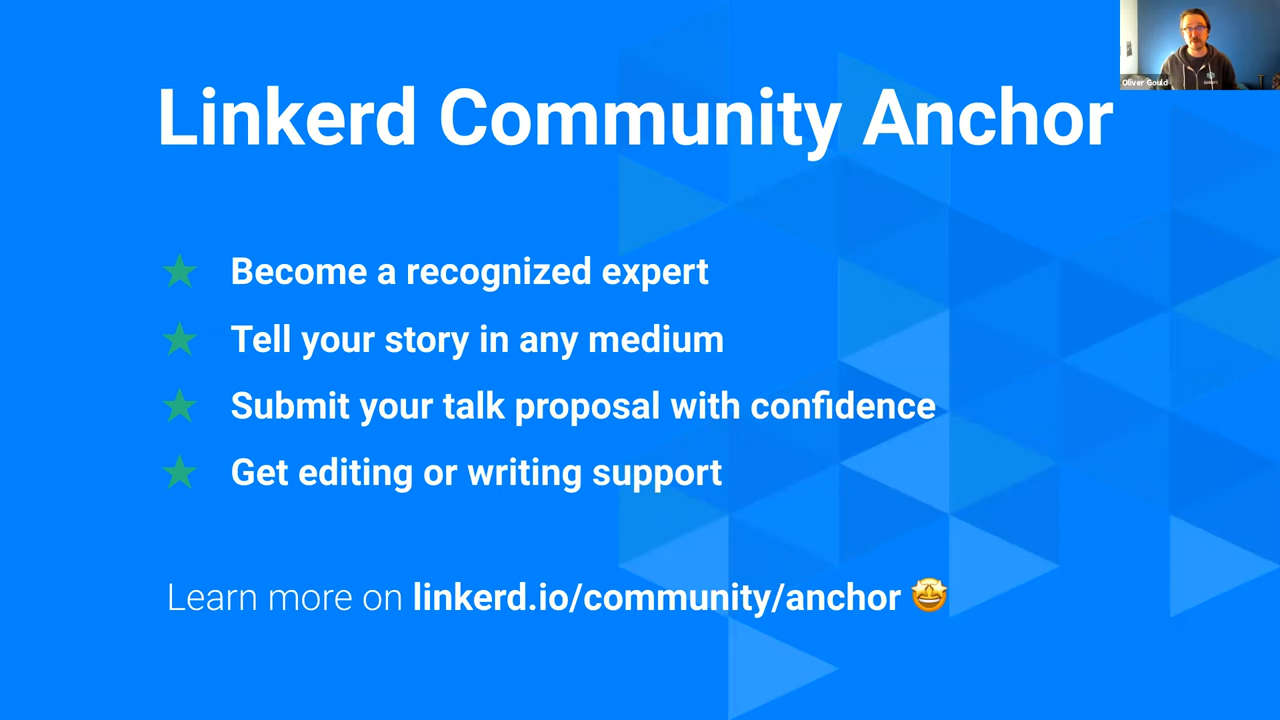 Linkerd Community Anchor
Oliver Gould
Become a recognized expert
Tell your story in any medium
Submit your talk proposal with confidence
Get editing or writing support
Learn more on linkerd.io/community/anchor 🤩